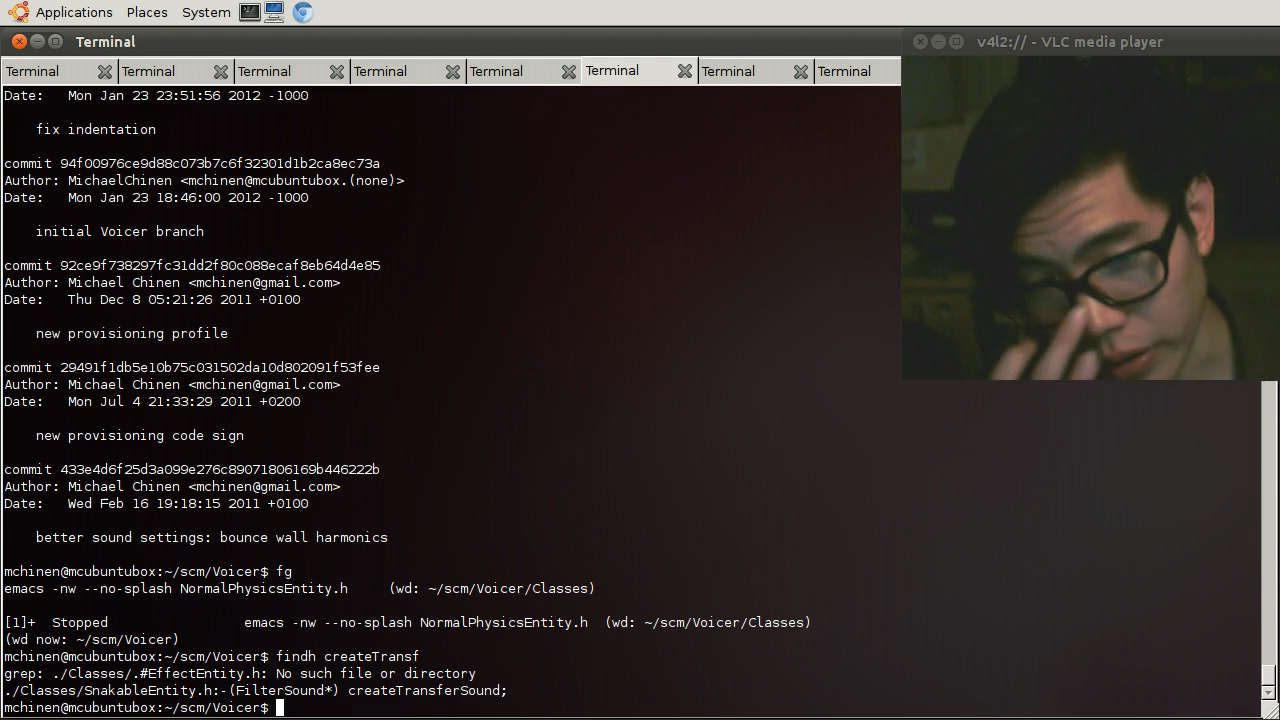 Applications Places System
Terminal
v4l2:// - VLC media player
Terminal Terminal Terminal Terminal Terminal Terminal Terminal Terminal
Date:   Mon Jan 23 23:51:56 2012 -1000
fix indentation
commit 94f00976ce9d88c073b7c6f32301d1b2ca8ec73a
Author: MichaelChinen <mchinen@mcubuntubox.(none)>
Date:   Mon Jan 23 18:46:00 2012 -1000
initial Voicer branch
commit 92ce9f738297fc31dd2f80c088ecaf8eb64d4e85
Author: Michael Chinen <mchinen@gmail.com>
Date:   Thu Dec 8 05:21:26 2011 +0100
new provisioning profile
commit 29491f1db5e10b75c031502da10d802091f53fee
Author: Michael Chinen <mchinen@gmail.com>
Date:   Mon Jul 4 21:33:29 2011 +0200
new provisioning code sign
commit 433e4d6f25d3a099e276c89071806169b446222b
Author: Michael Chinen <mchinen@gmail.com>
Date:   Wed Feb 16 19:18:15 2011 +0100
better sound settings: bounce wall harmonics
mchinen@mcubuntubox:~/scm/Voicer$ fg
emacs -nw --no-splash NormalPhysicsEntity.h     (wd: ~/scm/Voicer/Classes)
[1]+  Stopped                 emacs -nw --no-splash NormalPhysicsEntity.h  (wd: ~/scm/Voicer/Classes)
(wd now: ~/scm/Voicer)
mchinen@mcubuntubox:~/scm/Voicer$ findh createTransf
grep: ./Classes/.#EffectEntity.h: No such file or directory
./Classes/SnakableEntity.h:-(FilterSound*) createTransferSound;
mchinen@mcubuntubox:~/scm/Voicer$